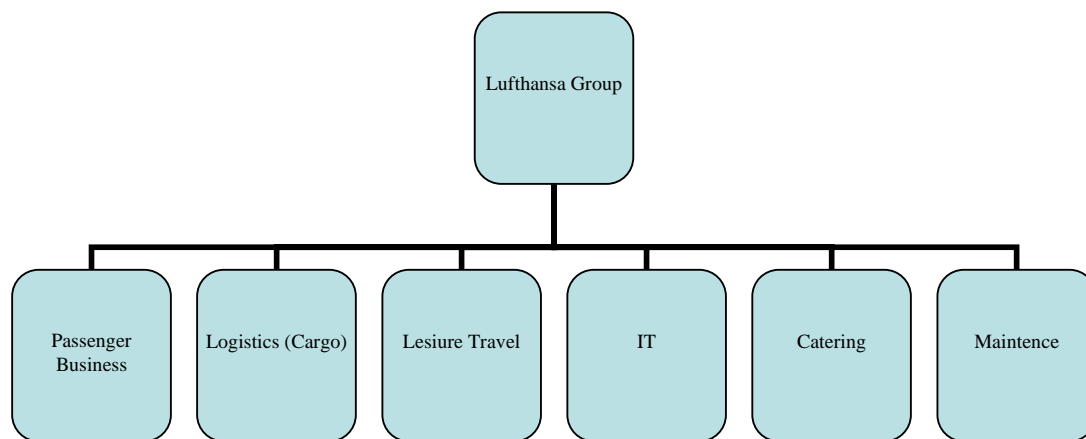 Lufthansa Group
Passenger
Business
Logistics (Cargo)
Lesiure Travel
IT
Catering
Maintence